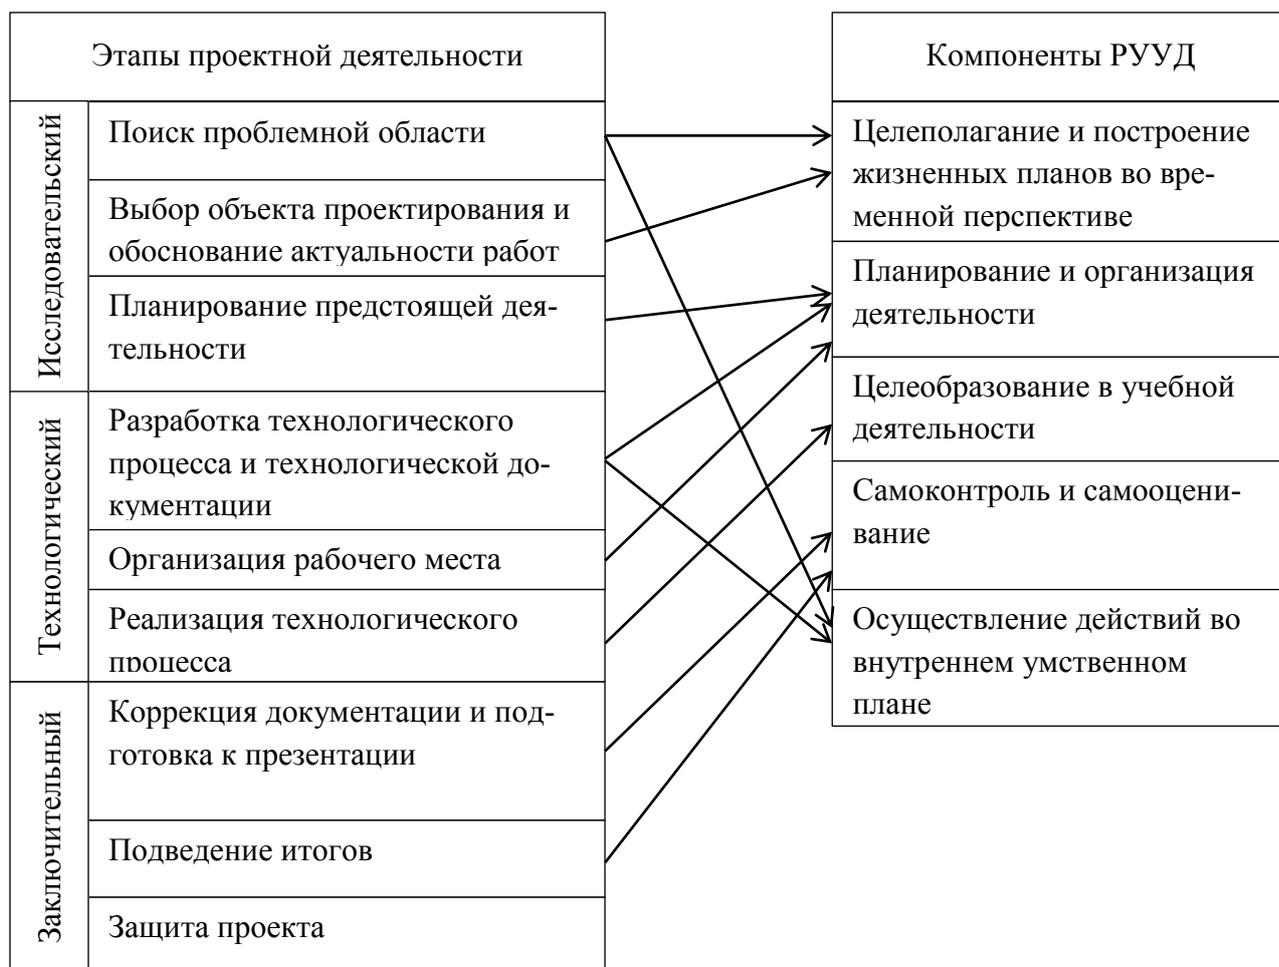 Этапы проектной деятельности
Исследовательский
Поиск проблемной области
Выбор объекта проектирования и
обоснование актуальности работ
Планирование предстоящей дея-
тельности
Технологический
Разработка технологического
процесса и технологической до-
кументации
Организация рабочего места
Реализация технологического
процесса
Заключительный
Коррекция документации и под-
готовка к презентации
Подведение итогов
Защита проекта
Компоненты РУУД
Целеполагание и построение
жизненных планов во вре-
менной перспективе
Планирование и организация
деятельности
Целеобразование в учебной
деятельности
Самоконтроль и самооцени-
вание
Осуществление действий во
внутреннем умственном
плане